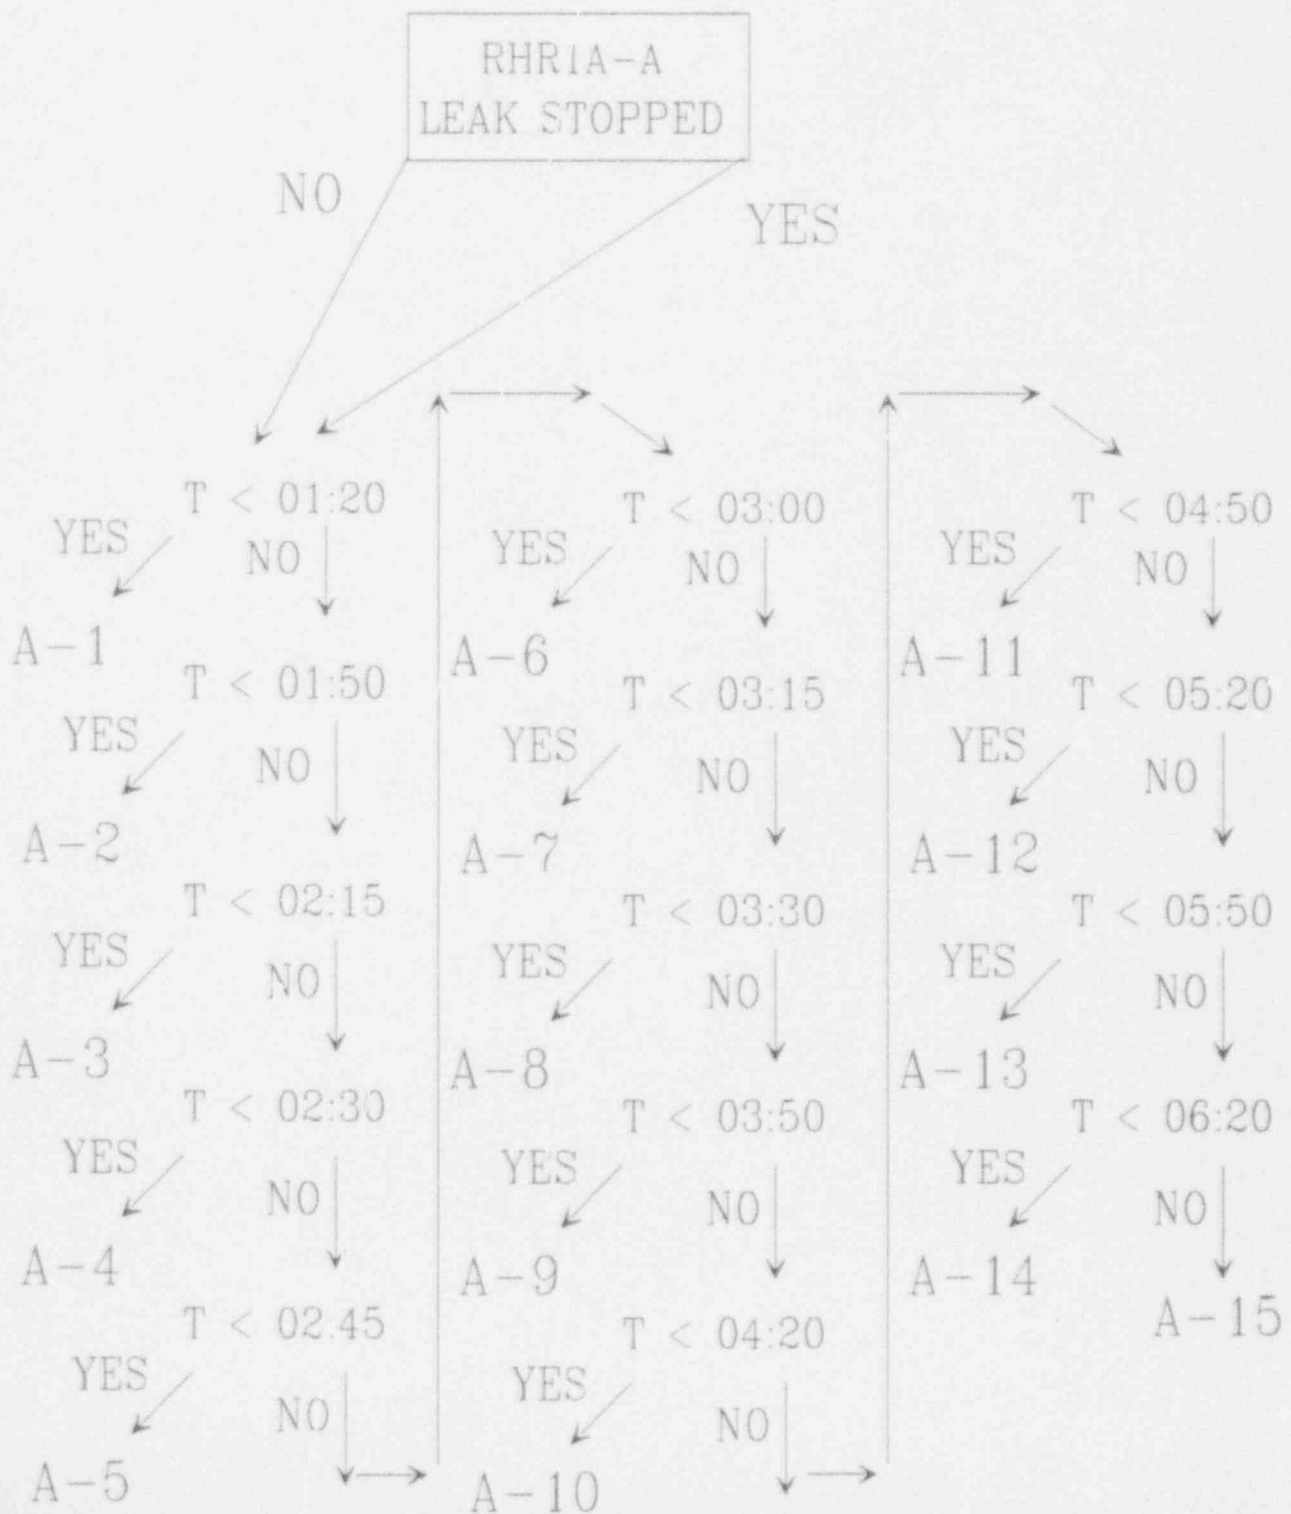 RHR1A-A
LEAK STOPPED
NO
YES
T < 01:20
YES
NO
A-1
T < 01:50
YES
NO
A-2
T < 02:15
YES
NO
A-3
T < 02:30
YES
NO
A-4
T < 02:45
YES
NO
A-5
T < 03:00
YES
NO
A-6
T < 03:15
YES
NO
A-7
T < 03:30
YES
NO
A-8
T < 03:50
YES
NO
A-9
T < 04:20
YES
NO
A-10
T < 04:50
YES
NO
A-11
T < 05:20
YES
NO
A-12
T < 05:50
YES
NO
A-13
T < 06:20
YES
NO
A-14
A-15